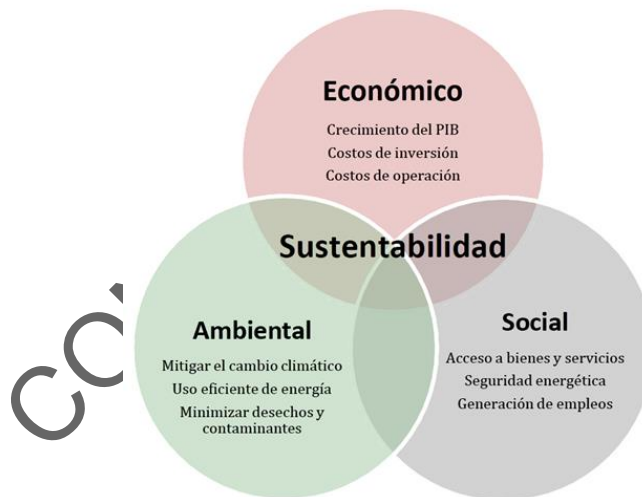 Económico
Crecimiento del PIB
Costos de inversión
Costos de operación
Sustentabilidad
Ambiental
Mitigar el cambio climático
Uso eficiente de energía
Minimizar desechos y
contaminantes
Social
Acceso a bienes y servicios
Seguridad energética
Generación de empleos